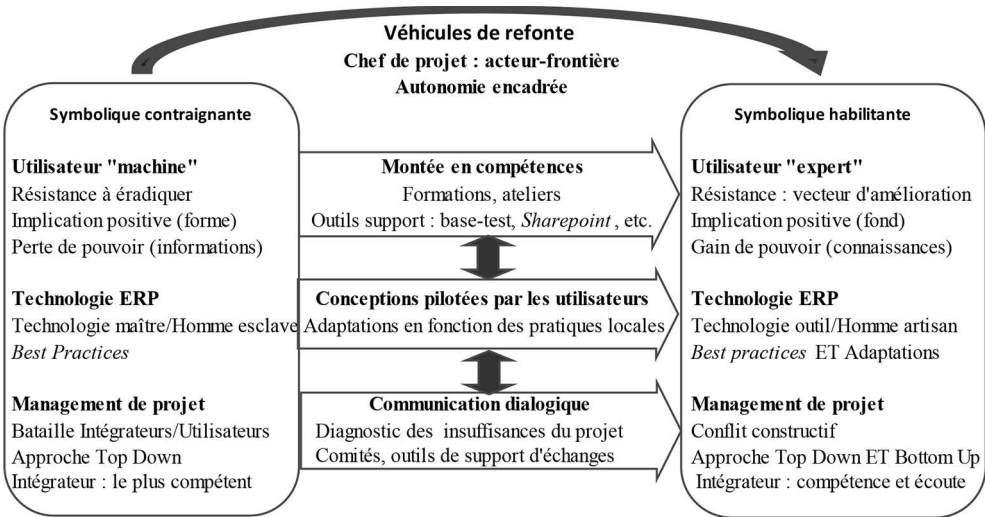 Véhicules de refonte
Chef de projet : acteur-frontière
Autonomie encadrée
Symbolique contraignante
Utilisateur "machine"
Résistance à éradiquer
Implication positive (forme)
Perte de pouvoir (informations)
Technologie ERP
Technologie maître/Homme esclave
Best Practices
Management de projet
Bataille Intégrateurs/Utilisateurs
Approche Top Down
Intégrateur : le plus compétent
Montée en compétences
Formations, ateliers
Outils support : base-test, Sharepoint , etc.
Conceptions pilotées par les utilisateurs
Adaptations en fonction des pratiques locales
Communication dialogique
Diagnostic des insuffisances du projet
Comités, outils de support d'échanges
Symbolique habilitante
Utilisateur "expert"
Résistance : vecteur d'amélioration
Implication positive (fond)
Gain de pouvoir (connaissances)
Technologie ERP
Technologie outil/Homme artisan
Best practices ET Adaptations
Management de projet
Conflit constructif
Approche Top Down ET Bottom Up
Intégrateur : compétence et écoute